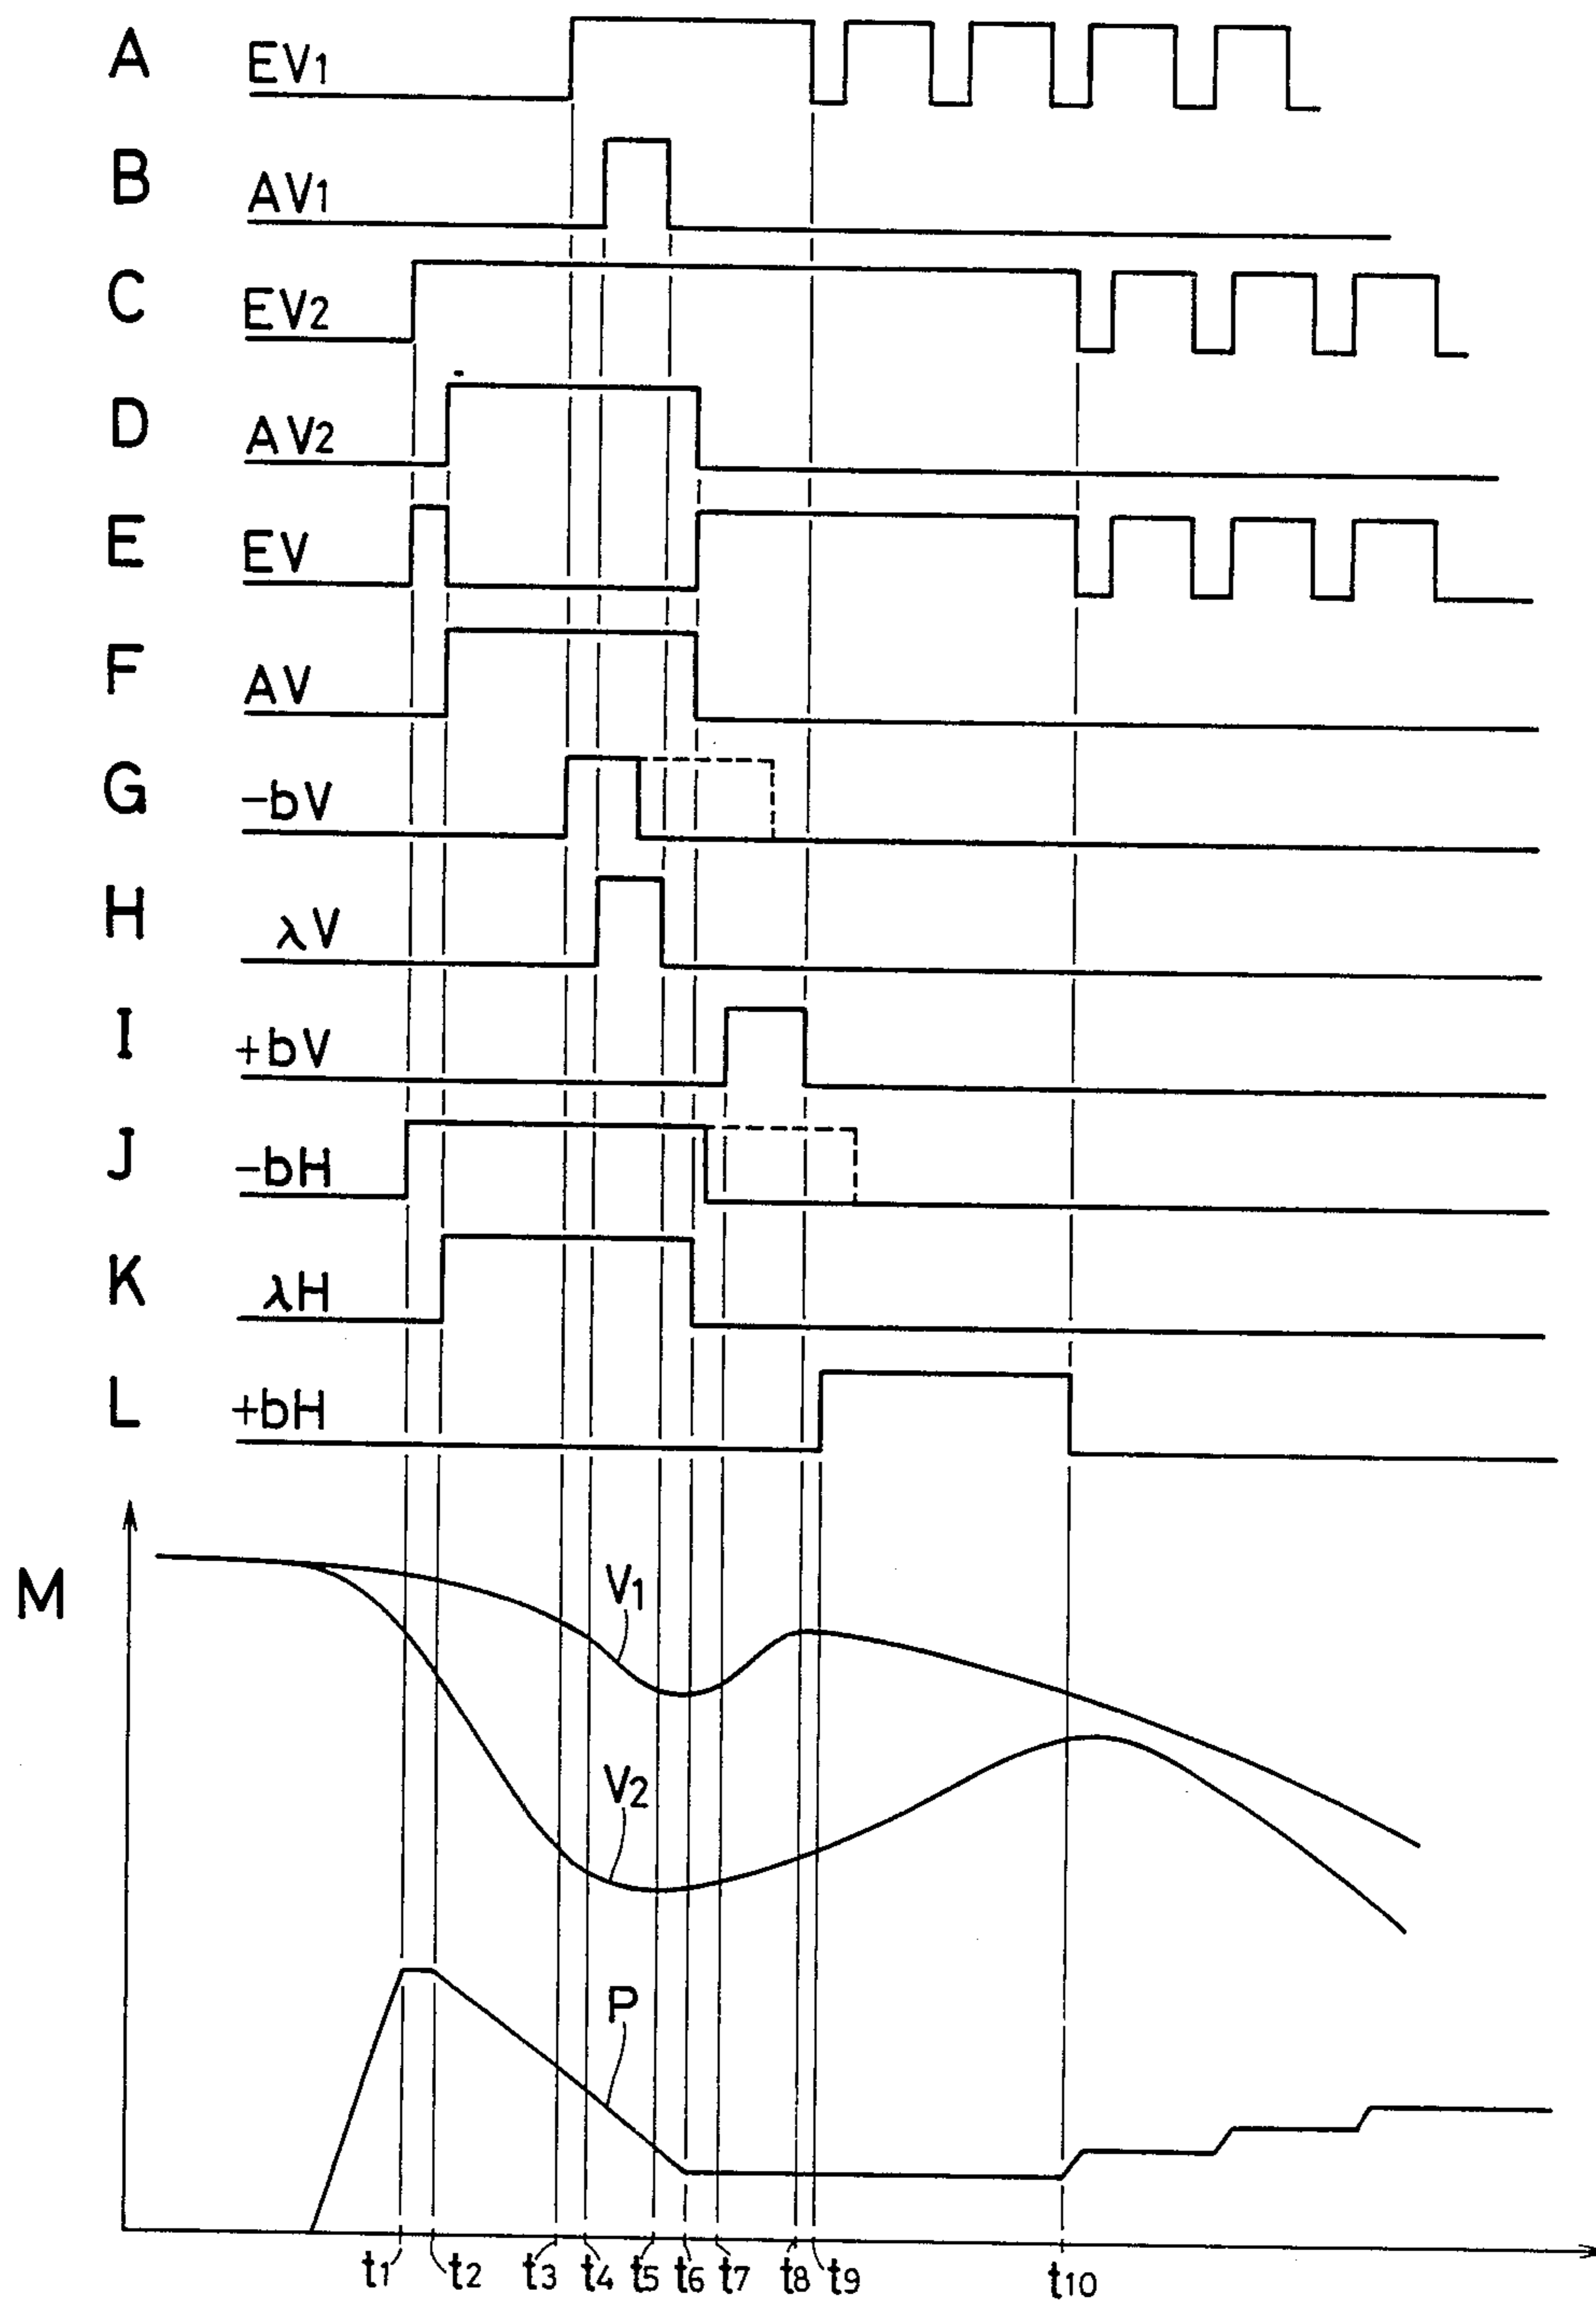 A EV1
B AV1
C EV2
D AV2
E EV
F AV
G -bV
H λV
I +bV
J -bH
K λH
L +bH
M
V1
V2
P
t1 t2 t3 t4 t5 t6 t7 t8 t9 t10